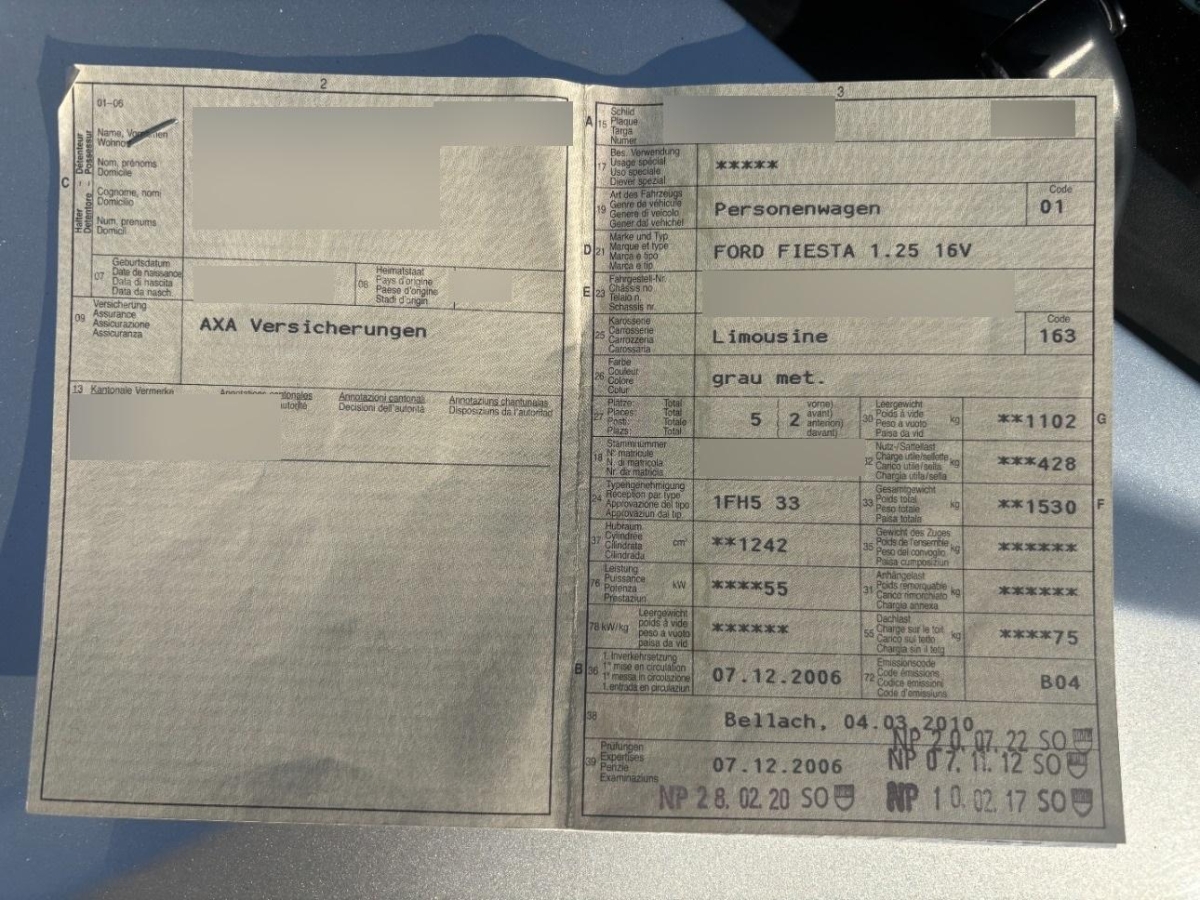 2
01-06
Name, Vornamen
Wohnort
Nom, prénoms
Domicile
Cognome, nomi
Domicilio
Num, prenums
Domicil
C
Halter - Détenteur
Detentore - Possessur
07
Geburtsdatum
Date de naissance
Data di nascita
Data da nasch.
08
Heimatstaat
Pays d'origine
Paese d'origine
Stadi d'origin
09
Versicherung
Assurance
Assicurazione
Assicuranza
AXA Versicherungen
13 Kantonale Vermerke
Annotazioni cantonali
Decisioni dell'autorità
Annotaziuns chantunalas
Disposiziuns da l'autoritad
3
A 15
Schild
Plaque
Targa
Numer
17
Bes. Verwendung
Usage spécial
Uso speciale
Diever spezial
*****
19
Art des Fahrzeugs
Genre de véhicule
Genere di veicolo
Gener dal vehichel
Personenwagen
Code
01
D 21
Marke und Typ
Marque et type
Marca e tipo
Marca e tip
FORD FIESTA 1.25 16V
E 23
Fahrgestell-Nr.
Châssis no
Telaio n.
Schassis nr.
25
Karosserie
Carrosserie
Carrozzeria
Carossaria
Limousine
Code
163
26
Farbe
Couleur
Colore
Colur
grau met.
27
Plätze: Total
Places: Total
Posti: Totale
Plazs: Total
5
2
vorne)
avant)
anteriori)
davant)
30
Leergewicht
Poids à vide
Peso a vuoto
Paisa da vid
kg
**1102
G
18
Stammnummer
N° matricule
N. di matricola
Nr. da matricla
32
Nutz-/Sattellast
Charge utile/sellette
Carico utile/sella
Chargia utila/sella
kg
***428
24
Typengenehmigung
Réception par type
Approvazione del tipo
Approvaziun dal tip
1FH5 33
33
Gesamtgewicht
Poids total
Peso totale
Paisa totala
kg
**1530
F
37
Hubraum
Cylindrée
Cilindrata
Cilindrada
cm³
**1242
35
Gewicht des Zuges
Poids de l'ensemble
Peso del convoglio
Paisa cumposiziun
kg
******
76
Leistung
Puissance
Potenza
Prestaziun
kW
****55
31
Anhängelast
Poids remorquable
Carico rimorchiato
Chargia annexa
kg
******
78 kW/kg
Leergewicht
poids à vide
peso a vuoto
paisa da vid
******
55
Dachlast
Charge sur le toit
Carico sul tetto
Chargia sin il tetg
kg
****75
B 36
1. Inverkehrsetzung
1re mise en circulation
1a messa in circolazione
1. entrada en circulaziun
07.12.2006
72
Emissionscode
Code émissions
Codice emissioni
Code d'emissiuns
B04
38
Bellach, 04.03.2010
NP 20. 07. 22 SO
39
Prüfungen
Expertises
Perizie
Examinaziuns
07.12.2006
NP 07. 11. 12 SO
NP 28. 02. 20 SO
NP 10. 02. 17 SO